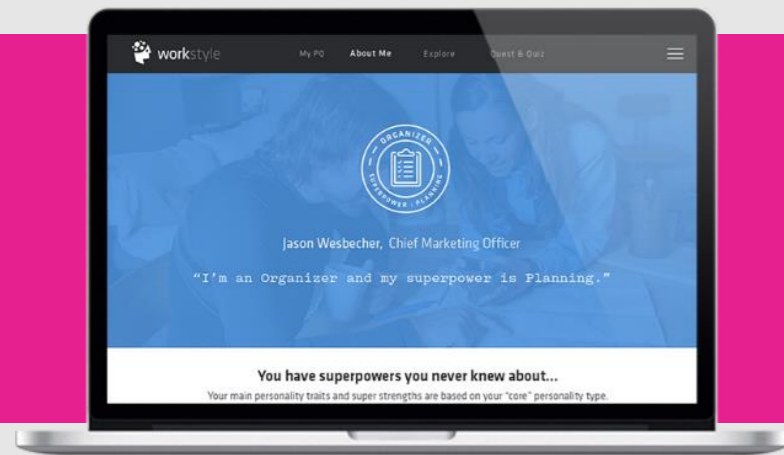 workstyle
My PQ About Me Explore Quest & Quiz
ORGANIZER
SUPERPOWER : PLANNING
Jason Wesbecher, Chief Marketing Officer
“I’m an Organizer and my superpower is Planning.”
You have superpowers you never knew about...
Your main personality traits and super strengths are based on your “core” personality type.